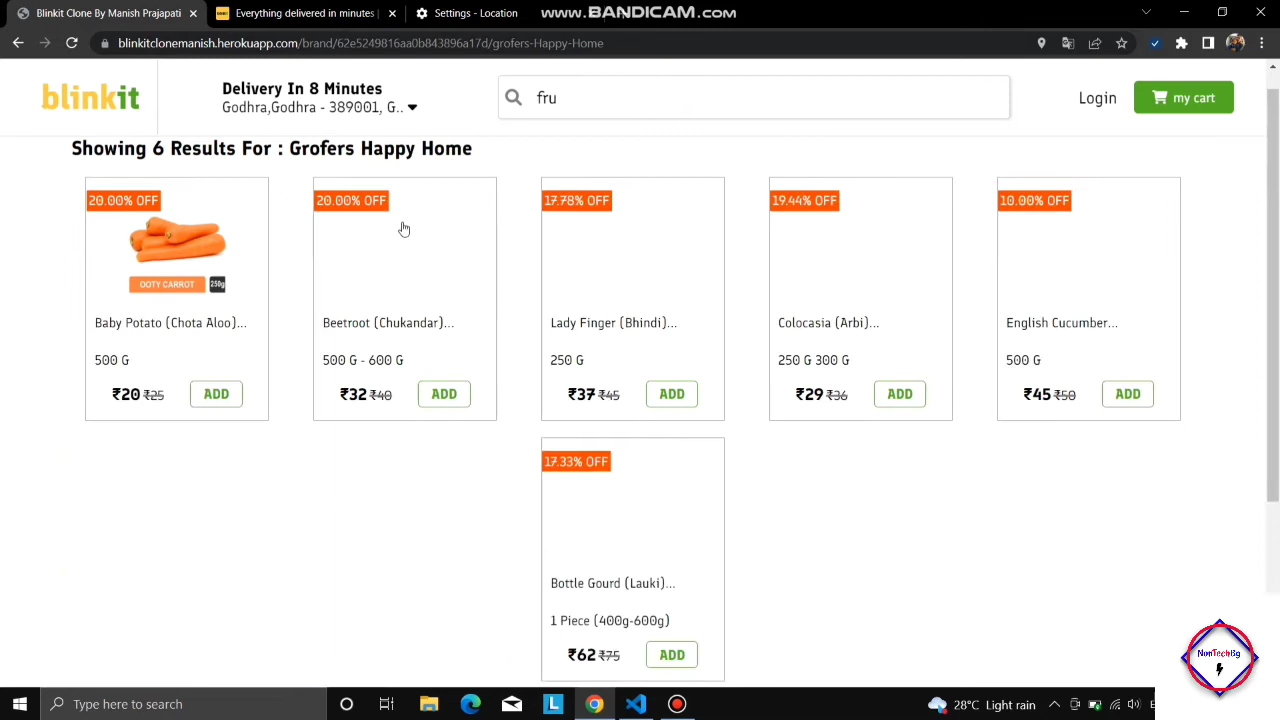 Blinkit Clone By Manish Prajapati
Everything delivered in minutes |
Settings - Location
www.BANDICAM.com
blinkitclonemanish.herokuapp.com/brand/62e5249816aa0b843896a17d/grofers-Happy-Home
blinkit
Delivery In 8 Minutes
Godhra,Godhra - 389001, G..
fru
Login
my cart
Showing 6 Results For : Grofers Happy Home
20.00% OFF
OOTY CARROT 250g
Baby Potato (Chota Aloo)...
500 G
₹20 ₹25 ADD
20.00% OFF
Beetroot (Chukandar)...
500 G - 600 G
₹32 ₹40 ADD
17.78% OFF
Lady Finger (Bhindi)...
250 G
₹37 ₹45 ADD
19.44% OFF
Colocasia (Arbi)...
250 G 300 G
₹29 ₹36 ADD
10.00% OFF
English Cucumber...
500 G
₹45 ₹50 ADD
17.33% OFF
Bottle Gourd (Lauki)...
1 Piece (400g-600g)
₹62 ₹75 ADD
Type here to search
28°C Light rain